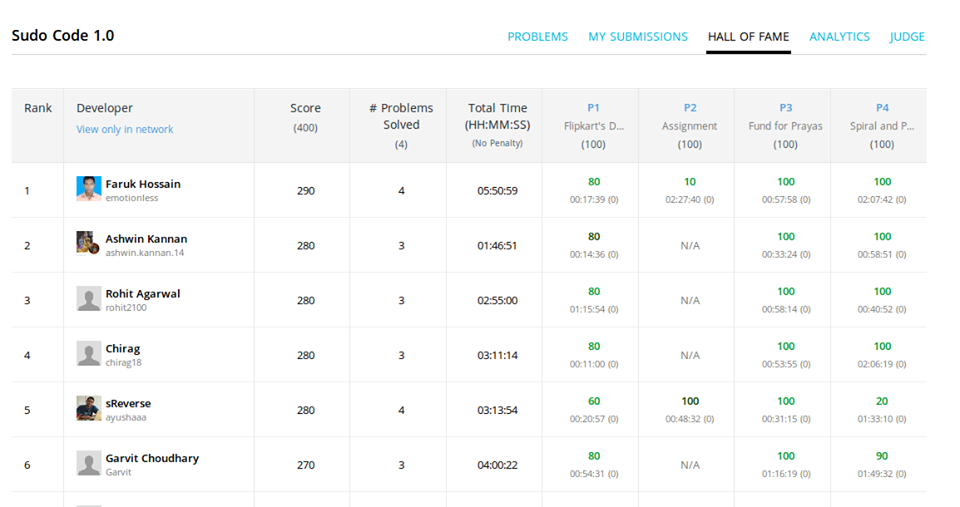 Sudo Code 1.0
PROBLEMS MY SUBMISSIONS HALL OF FAME ANALYTICS JUDGE
Rank Developer Score # Problems Total Time P1 P2 P3 P4
View only in network (400) Solved (HH:MM:SS) Flipkart's D... Assignment Fund for Prayas Spiral and P...
(4) (No Penalty) (100) (100) (100) (100)
1 Faruk Hossain 290 4 05:50:59 80 10 100 100
emotionless 00:17:39 (0) 02:27:40 (0) 00:57:58 (0) 02:07:42 (0)
2 Ashwin Kannan 280 3 01:46:51 80 N/A 100 100
ashwin.kannan.14 00:14:36 (0) 00:33:24 (0) 00:58:51 (0)
3 Rohit Agarwal 280 3 02:55:00 80 100 100
rohit2100 01:15:54 (0) 00:58:14 (0) 00:40:52 (0)
4 Chirag 280 3 03:11:14 80 N/A 100 100
chirag18 00:11:00 (0) 00:53:55 (0) 02:06:19 (0)
5 sReverse 280 4 03:13:54 60 100 100 20
ayushaaa 00:20:57 (0) 00:48:32 (0) 00:31:15 (0) 01:33:10 (0)
6 Garvit Choudhary 270 3 04:00:22 80 N/A 100 90
Garvit 00:54:31 (0) 01:16:19 (0) 01:49:32 (0)